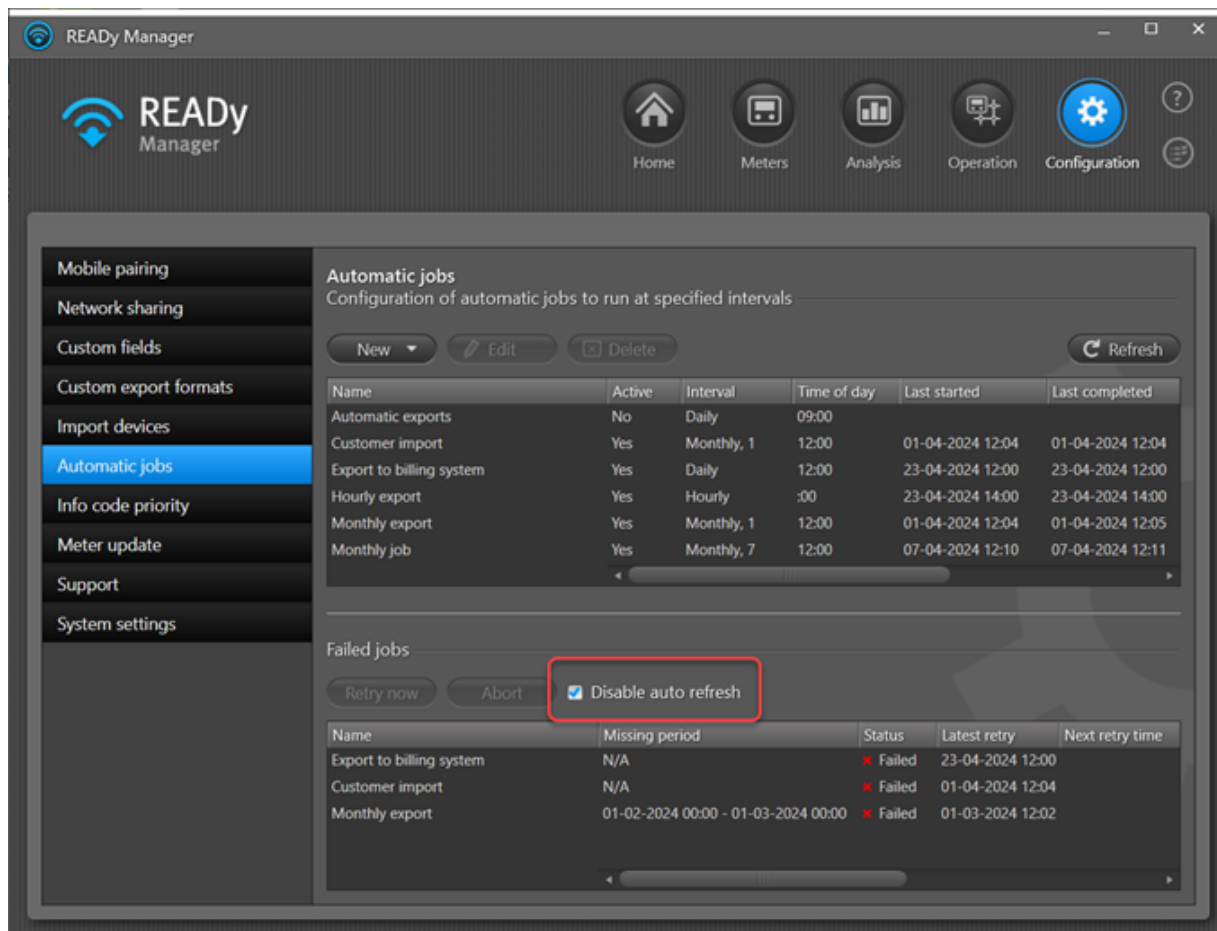 READy Manager
READy
Manager
Home Meters Analysis Operation Configuration
Mobile pairing
Network sharing
Custom fields
Custom export formats
Import devices
Automatic jobs
Info code priority
Meter update
Support
System settings
Automatic jobs
Configuration of automatic jobs to run at specified intervals
New Edit Delete Refresh
Name Active Interval Time of day Last started Last completed
Automatic exports No Daily 09:00
Customer import Yes Monthly, 1 12:00 01-04-2024 12:04 01-04-2024 12:04
Export to billing system Yes Daily 12:00 23-04-2024 12:00 23-04-2024 12:00
Hourly export Yes Hourly :00 23-04-2024 14:00 23-04-2024 14:00
Monthly export Yes Monthly, 1 12:00 01-04-2024 12:04 01-04-2024 12:05
Monthly job Yes Monthly, 7 12:00 07-04-2024 12:10 07-04-2024 12:11
Failed jobs
Retry now Abort Disable auto refresh
Name Missing period Status Latest retry Next retry time
Export to billing system N/A Failed 23-04-2024 12:00
Customer import N/A Failed 01-04-2024 12:04
Monthly export 01-02-2024 00:00 - 01-03-2024 00:00 Failed 01-03-2024 12:02